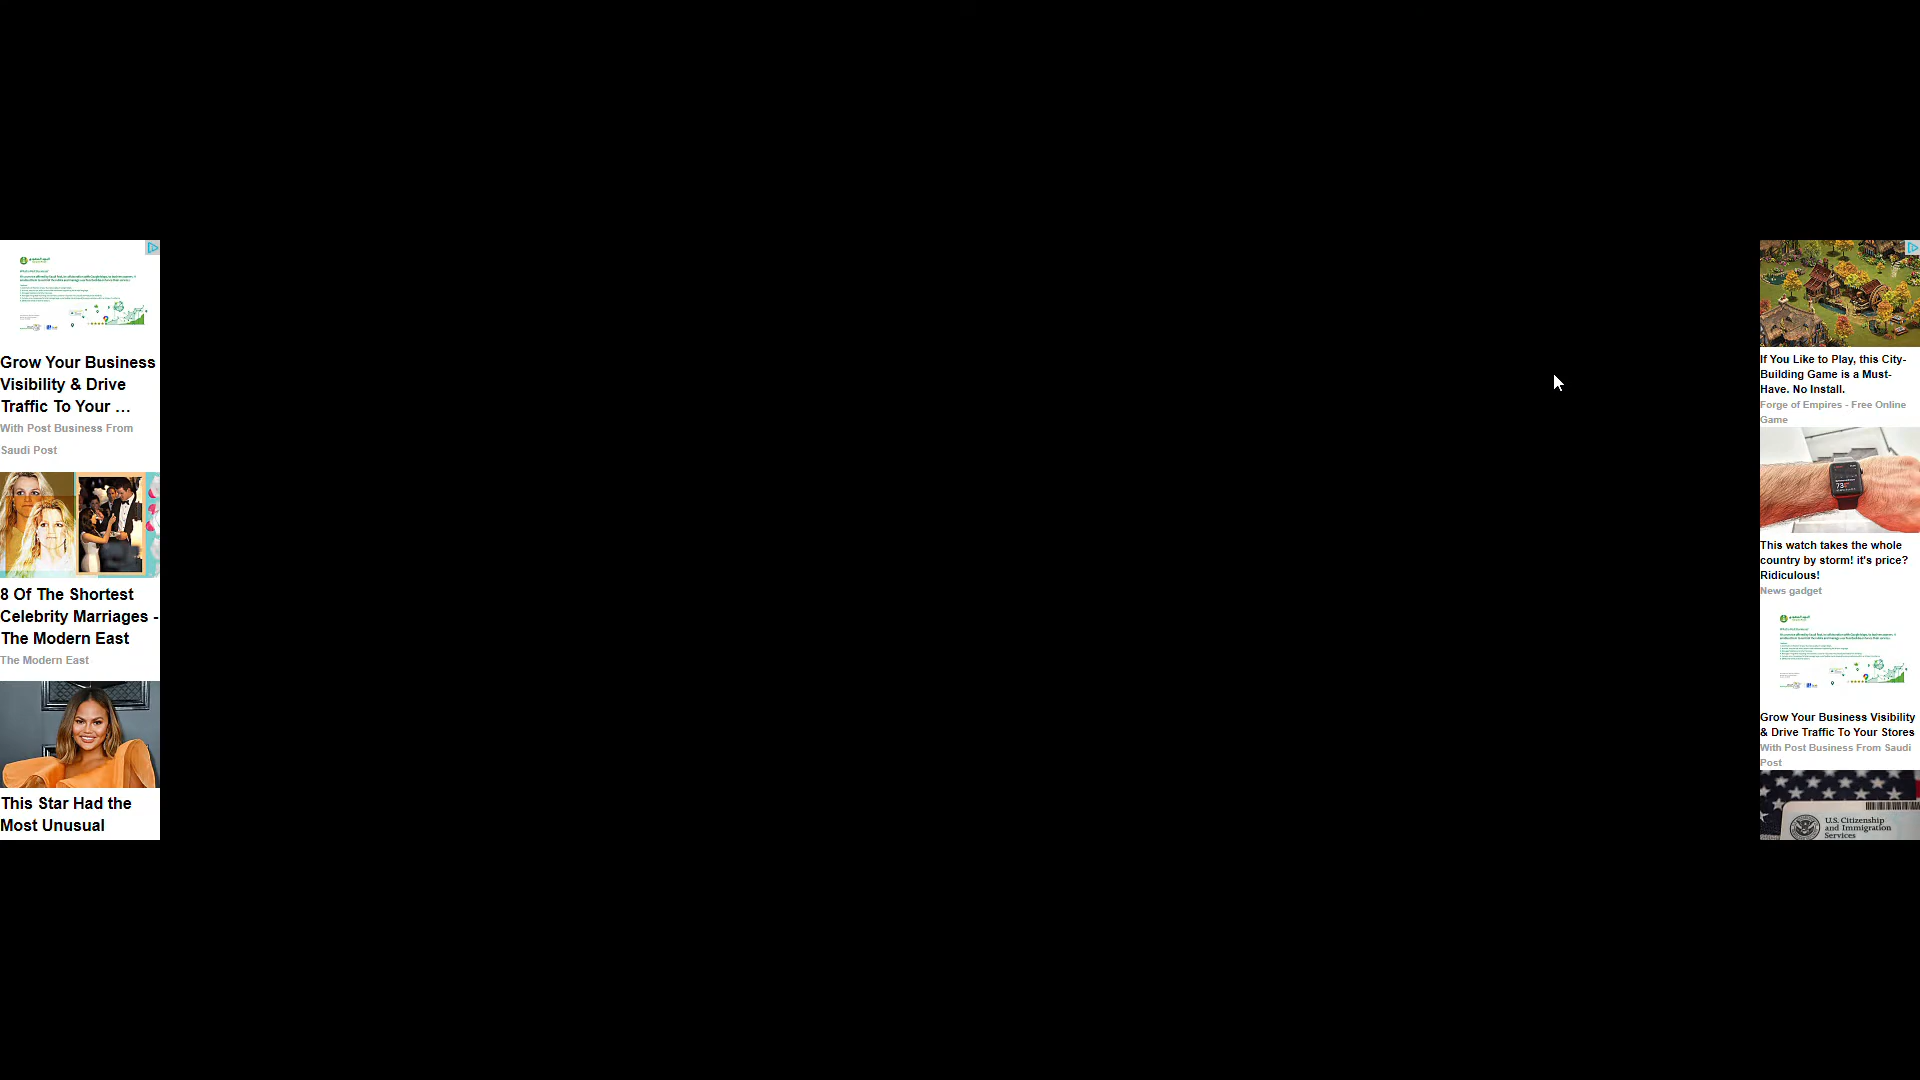 Grow Your Business
Visibility & Drive
Traffic To Your ...
With Post Business From
Saudi Post
8 Of The Shortest
Celebrity Marriages -
The Modern East
The Modern East
This Star Had the
Most Unusual
If You Like to Play, this City-
Building Game is a Must-
Have. No Install.
Forge of Empires - Free Online
Game
73
This watch takes the whole
country by storm! it's price?
Ridiculous!
News gadget
Grow Your Business Visibility
& Drive Traffic To Your Stores
With Post Business From Saudi
Post
U.S. Citizenship
and Immigration
Services